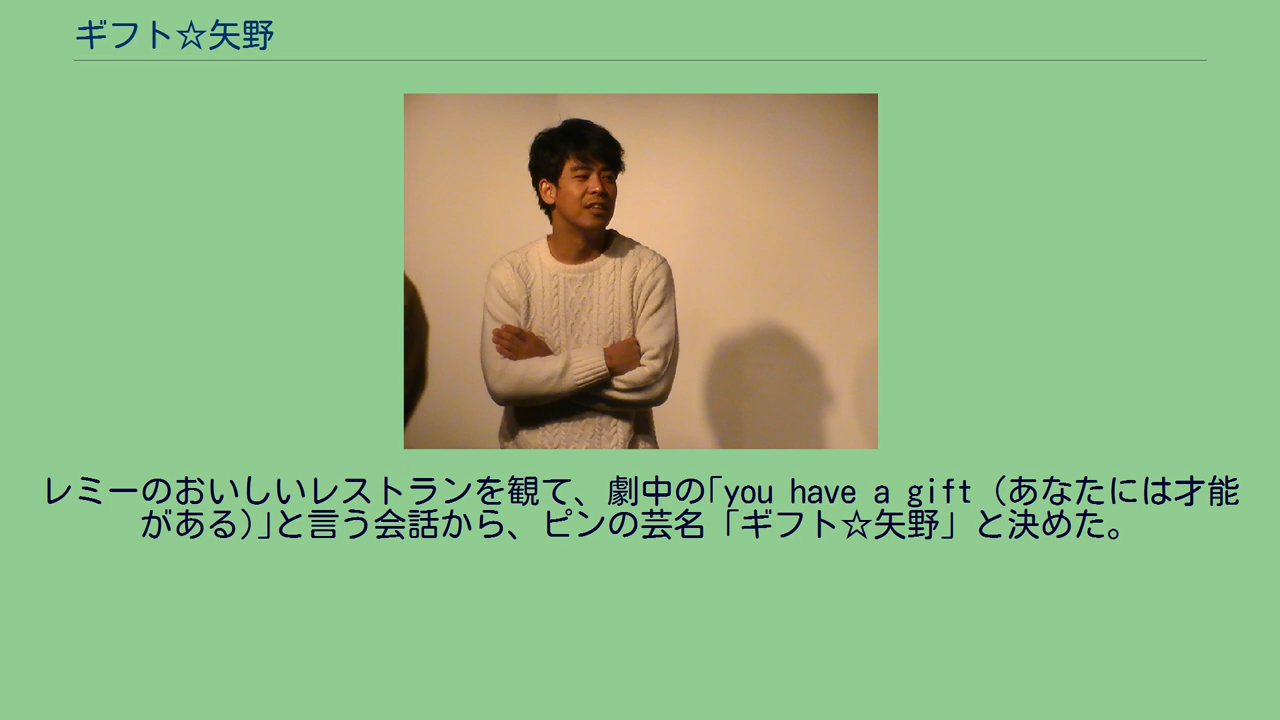 ギフト☆矢野
レミーのおいしいレストランを観て、劇中の｢you have a gift (あなたには才能
がある)｣と言う会話から、ピンの芸名「ギフト☆矢野」と決めた。